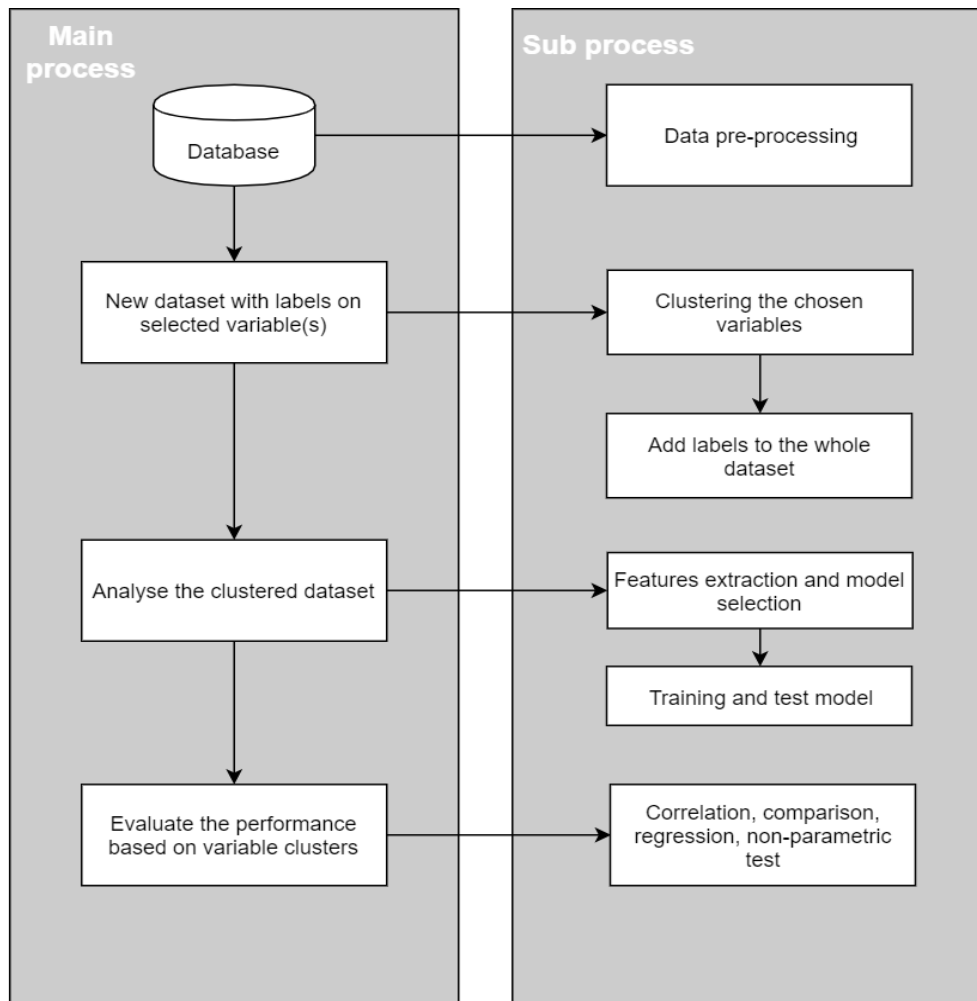 Main
process
Sub process
Database
Data pre-processing
New dataset with labels on
selected variable(s)
Clustering the chosen
variables
Add labels to the whole
dataset
Analyse the clustered dataset
Features extraction and model
selection
Training and test model
Evaluate the performance
based on variable clusters
Correlation, comparison,
regression, non-parametric
test